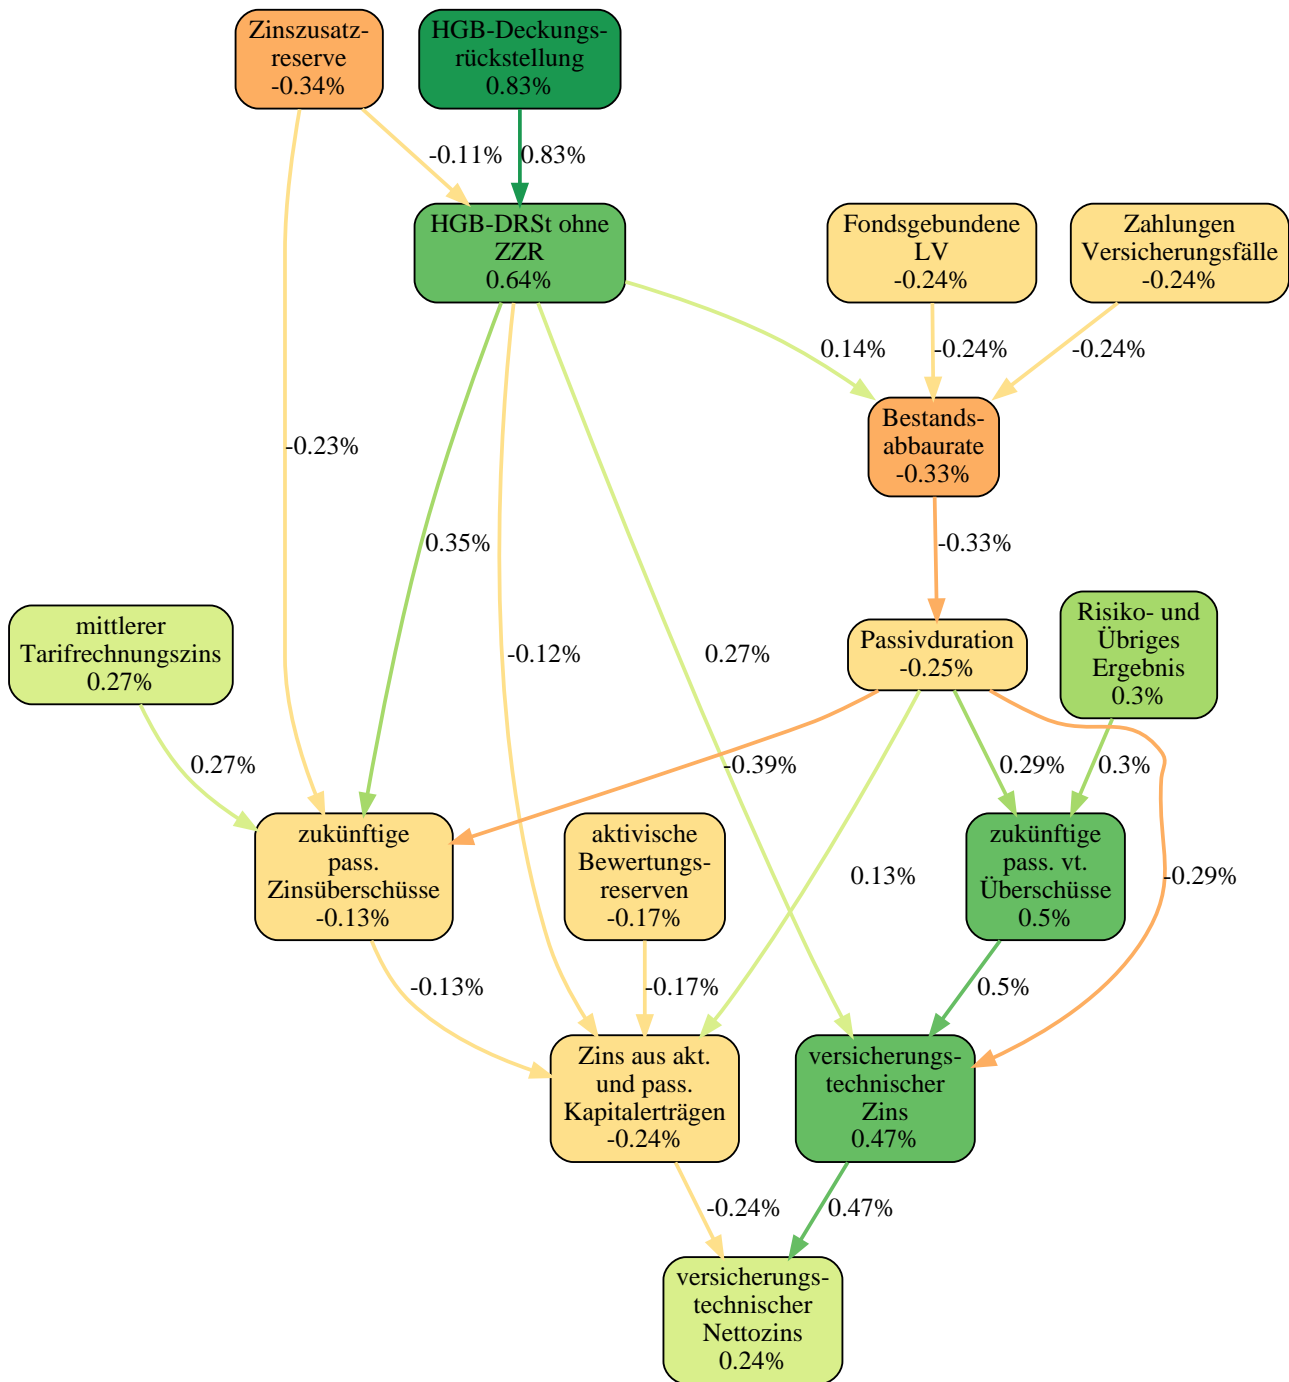 Zinszusatz-
reserve
-0.34%
HGB-Deckungs-
rückstellung
0.83%
-0.11%
0.83%
HGB-DRSt ohne
ZZR
0.64%
Fondsgebundene
LV
-0.24%
Zahlungen
Versicherungsfälle
-0.24%
0.14%
-0.24%
-0.24%
Bestands-
abbaurate
-0.33%
-0.23%
0.35%
-0.33%
mittlerer
Tarifrechnungszins
0.27%
-0.12%
0.27%
Passivduration
-0.25%
Risiko- und
Übriges
Ergebnis
0.3%
0.27%
-0.39%
0.29%
0.3%
zukünftige
pass.
Zinsüberschüsse
-0.13%
aktivische
Bewertungs-
reserven
-0.17%
0.13%
zukünftige
pass. vt.
Überschüsse
0.5%
-0.29%
-0.13%
-0.17%
0.5%
Zins aus akt.
und pass.
Kapitalerträgen
-0.24%
versicherungs-
technischer
Zins
0.47%
-0.24%
0.47%
versicherungs-
technischer
Nettozins
0.24%